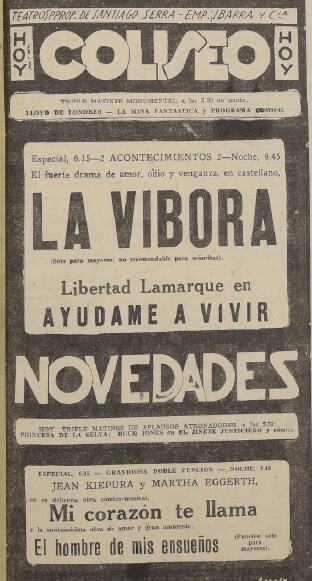 TEATROS PROP. DE SANTIAGO SERRA - EMP. IBARRA Y Cía
HOY COLISEO HOY
TRIPLE MATINEE MONUMENTAL, a las 2.30 en punto.
LLOYD DE LONDRES — LA MINA FANTASTICA y PROGRAMA COMICO.
Especial, 6.15—2 ACONTECIMIENTOS 2—Noche, 9.45
El fuerte drama de amor, odio y venganza, en castellano,
LA VIBORA
(Sólo para mayores; no recomendable para señoritas).
Libertad Lamarque en
AYUDAME A VIVIR
NOVEDADES
HOY: TRIPLE MATINEE DE APLAUSOS ATRONADORES, a las 2.30:
PRINCESA DE LA SELVA; BUCK JONES en EL JINETE JUSTICIERO y cómica
ESPECIAL, 6.05 — GRANDIOSA DOBLE FUNCION — NOCHE, 9.45
JEAN KIEPURA y MARTHA EGGERTH,
en su deliciosa obra cómico-musical,
Mi corazón te llama
y la suntuosísima obra de amor y gran ambiente,
El hombre de mis ensueños (Función sólo para Mayores).